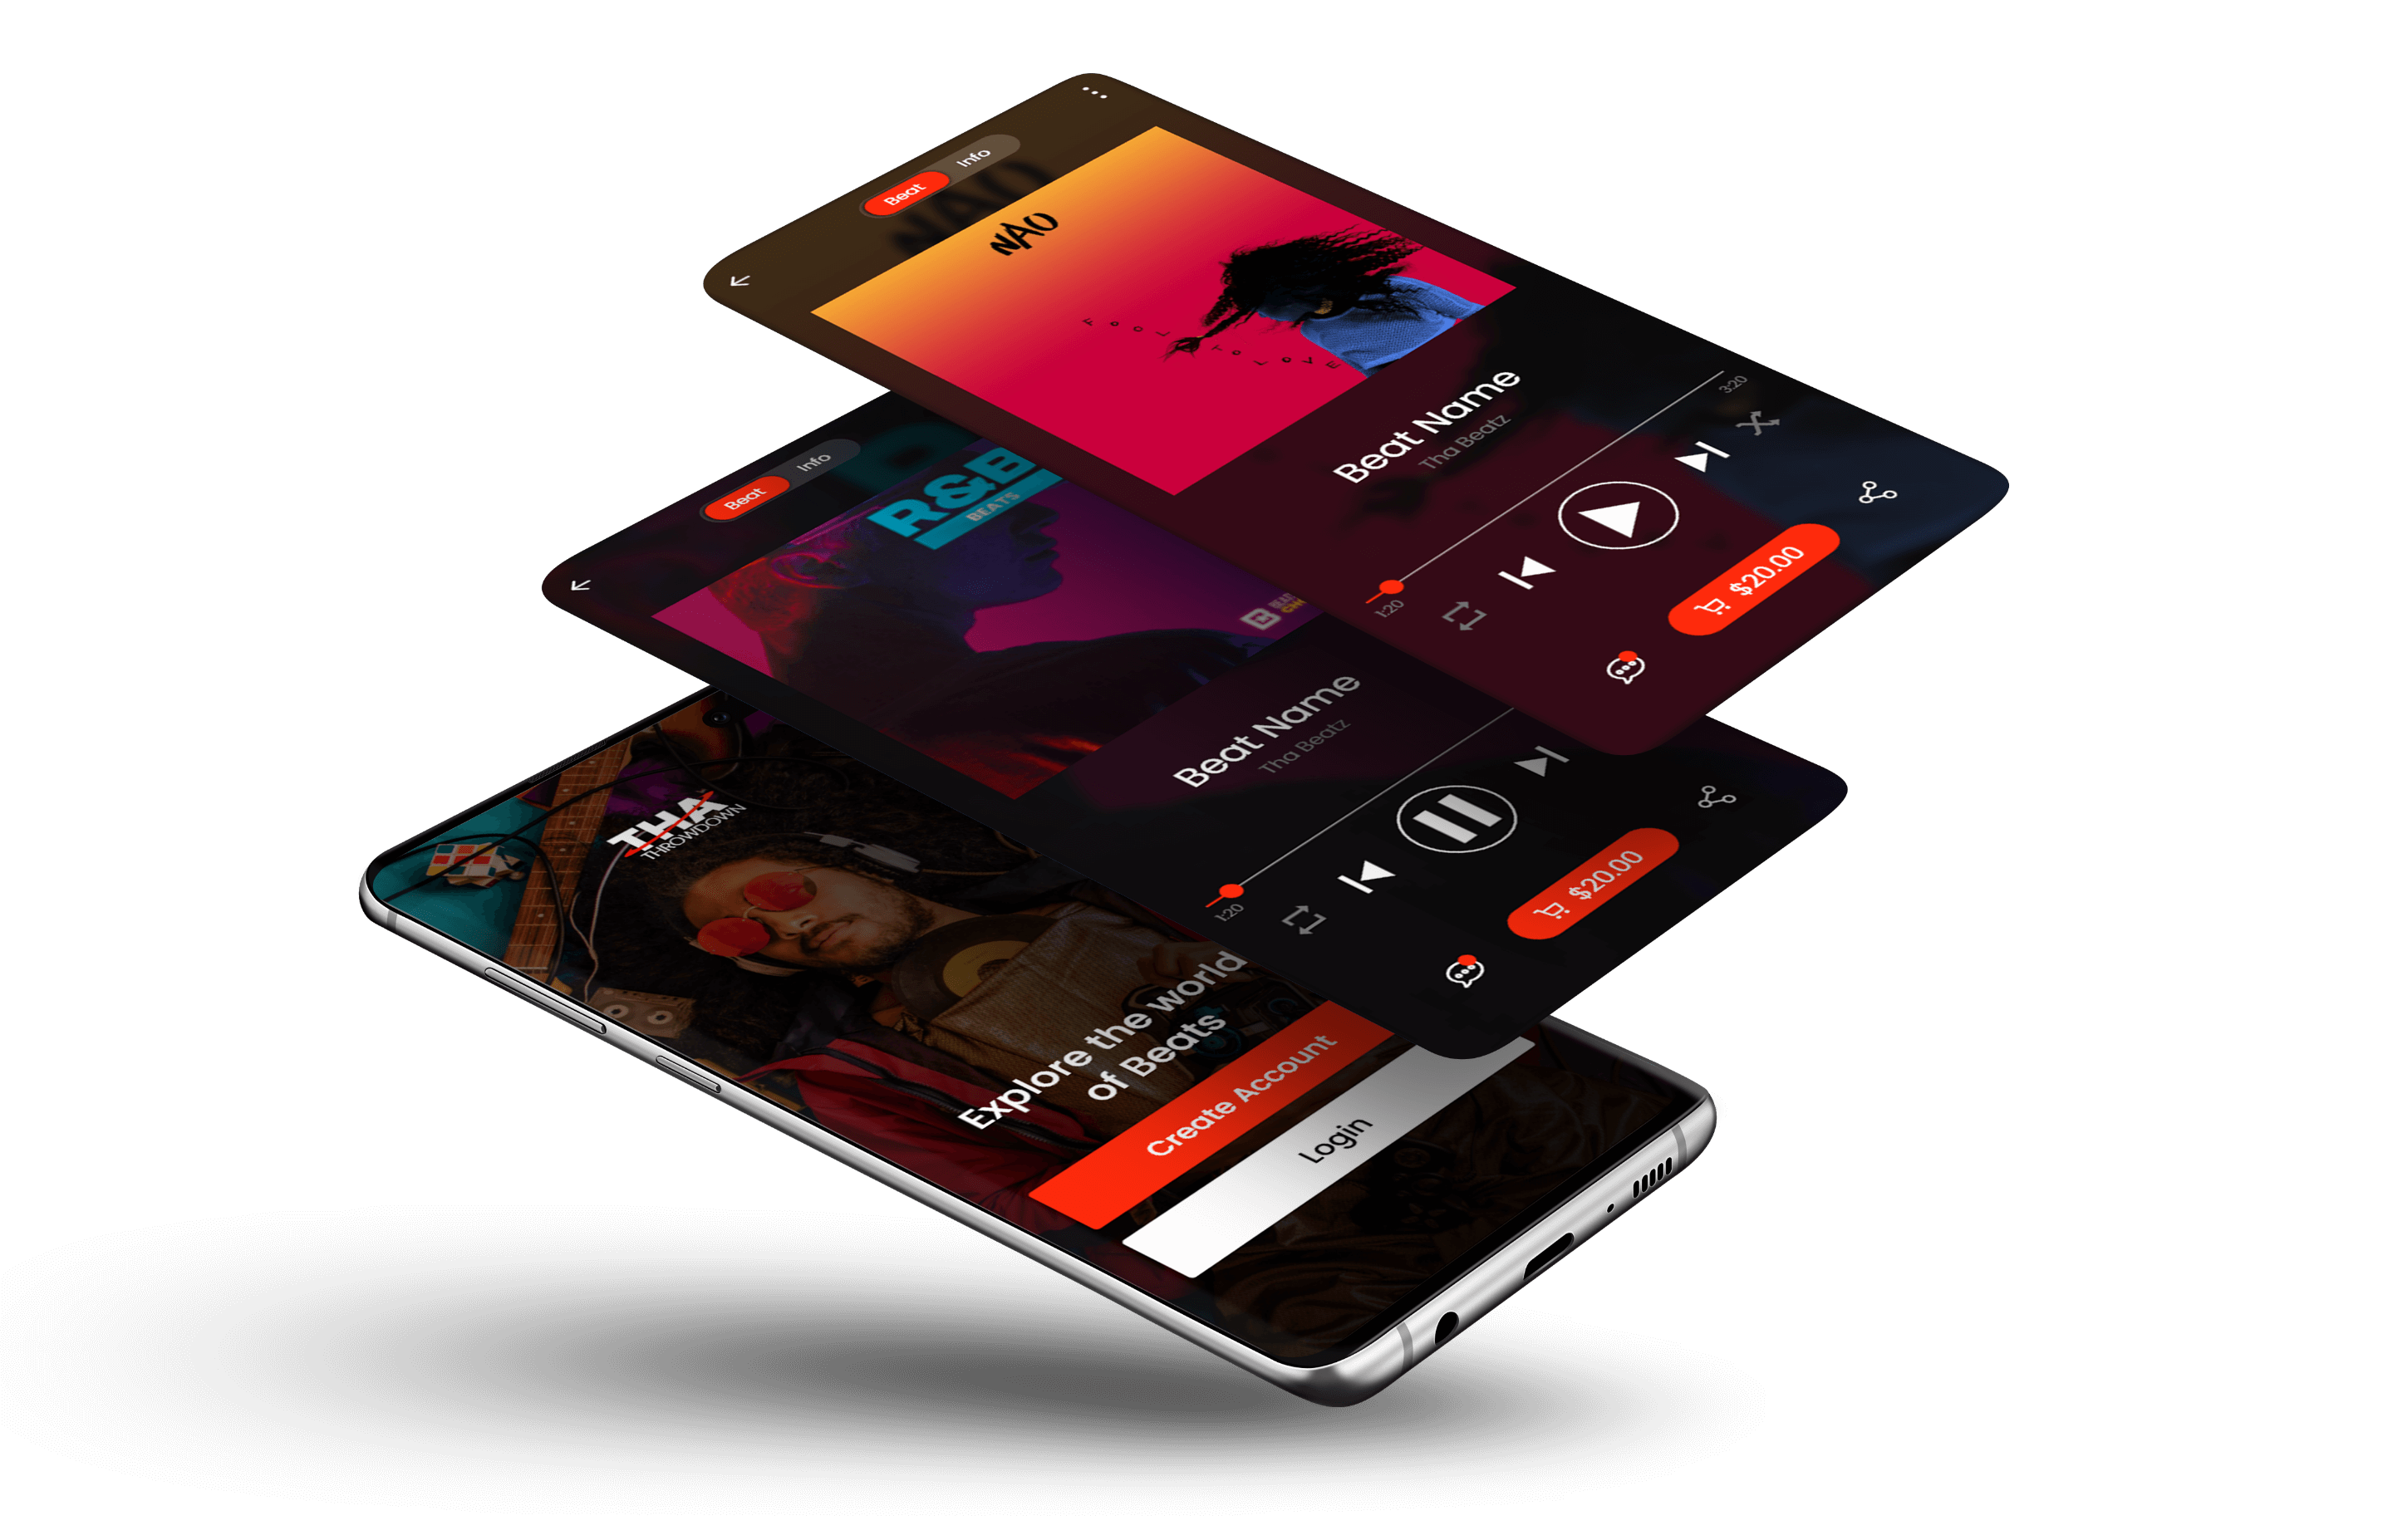 Beat
Info
NAO
FOOL
TO
LOVE
Beat Name
Tha Beatz
1:20
3:20
$20.00
Beat
Info
R&B
BEATS
Beat Name
Tha Beatz
1:20
$20.00
THA
THROWDOWN
Explore the world
of Beats
Create Account
Login